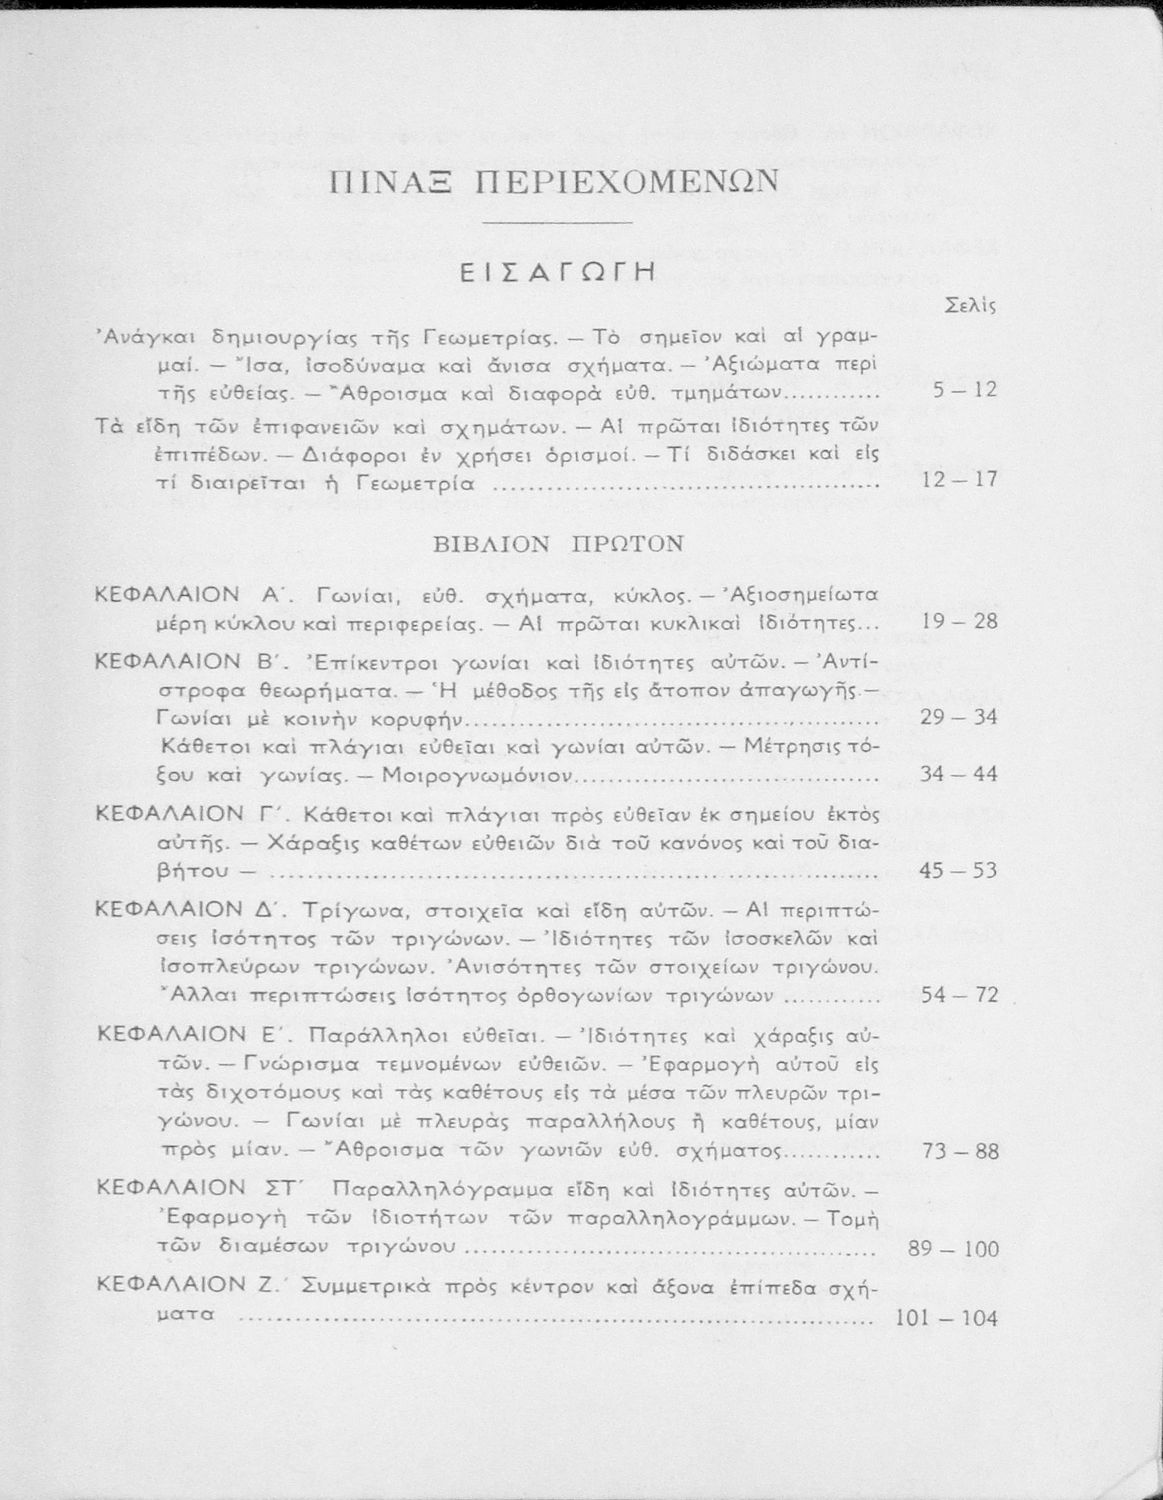 ΠΙΝΑΞ ΠΕΡΙΕΧΟΜΕΝΩΝ
ΕΙΣΑΓΩΓΗ
Σελὶς
Ἀνάγκαι δημιουργίας τῆς Γεωμετρίας. — Τὸ σημεῖον καὶ αἱ γραμ-
μαί. — Ἴσα, ἰσοδύναμα καὶ ἄνισα σχήματα. — Ἀξιώματα περὶ
τῆς εὐθείας. — Ἄθροισμα καὶ διαφορὰ εὐθ. τμημάτων............ 5 — 12
Τὰ εἴδη τῶν ἐπιφανειῶν καὶ σχημάτων. — Αἱ πρῶται ἰδιότητες τῶν
ἐπιπέδων. — Διάφοροι ἐν χρήσει ὁρισμοί. — Τί διδάσκει καὶ εἰς
τί διαιρεῖται ἡ Γεωμετρία ............................................ 12 — 17
ΒΙΒΛΙΟΝ ΠΡΩΤΟΝ
ΚΕΦΑΛΑΙΟΝ Α΄. Γωνίαι, εὐθ. σχήματα, κύκλος. — Ἀξιοσημείωτα
μέρη κύκλου καὶ περιφερείας. — Αἱ πρῶται κυκλικαὶ ἰδιότητες... 19 — 28
ΚΕΦΑΛΑΙΟΝ Β΄. Ἐπίκεντροι γωνίαι καὶ ἰδιότητες αὐτῶν. — Ἀντί-
στροφα θεωρήματα. — Ἡ μέθοδος τῆς εἰς ἄτοπον ἀπαγωγῆς.—
Γωνίαι μὲ κοινὴν κορυφήν............................................... 29 — 34
Κάθετοι καὶ πλάγιαι εὐθεῖαι καὶ γωνίαι αὐτῶν. — Μέτρησις τό-
ξου καὶ γωνίας. — Μοιρογνωμόνιον................................... 34 — 44
ΚΕΦΑΛΑΙΟΝ Γ΄. Κάθετοι καὶ πλάγιαι πρὸς εὐθεῖαν ἐκ σημείου ἐκτὸς
αὐτῆς. — Χάραξις καθέτων εὐθειῶν διὰ τοῦ κανόνος καὶ τοῦ δια-
βήτου — .................................................................... 45 — 53
ΚΕΦΑΛΑΙΟΝ Δ΄. Τρίγωνα, στοιχεῖα καὶ εἴδη αὐτῶν. — Αἱ περιπτώ-
σεις ἰσότητος τῶν τριγώνων. — Ἰδιότητες τῶν ἰσοσκελῶν καὶ
ἰσοπλεύρων τριγώνων. Ἀνισότητες τῶν στοιχείων τριγώνου.
Ἄλλαι περιπτώσεις ἰσότητος ὀρθογωνίων τριγώνων ............ 54 — 72
ΚΕΦΑΛΑΙΟΝ Ε΄. Παράλληλοι εὐθεῖαι. — Ἰδιότητες καὶ χάραξις αὐ-
τῶν. — Γνώρισμα τεμνομένων εὐθειῶν. — Ἐφαρμογὴ αὐτοῦ εἰς
τὰς διχοτόμους καὶ τὰς καθέτους εἰς τὰ μέσα τῶν πλευρῶν τρι-
γώνου. — Γωνίαι μὲ πλευρὰς παραλλήλους ἢ καθέτους, μίαν
πρὸς μίαν. — Ἄθροισμα τῶν γωνιῶν εὐθ. σχήματος............ 73 — 88
ΚΕΦΑΛΑΙΟΝ ΣΤ΄ Παραλληλόγραμμα εἴδη καὶ ἰδιότητες αὐτῶν. —
Ἐφαρμογὴ τῶν ἰδιοτήτων τῶν παραλληλογράμμων. — Τομὴ
τῶν διαμέσων τριγώνου ............................................... 89 — 100
ΚΕΦΑΛΑΙΟΝ Ζ.΄ Συμμετρικὰ πρὸς κέντρον καὶ ἄξονα ἐπίπεδα σχή-
ματα ....................................................................... 101 — 104